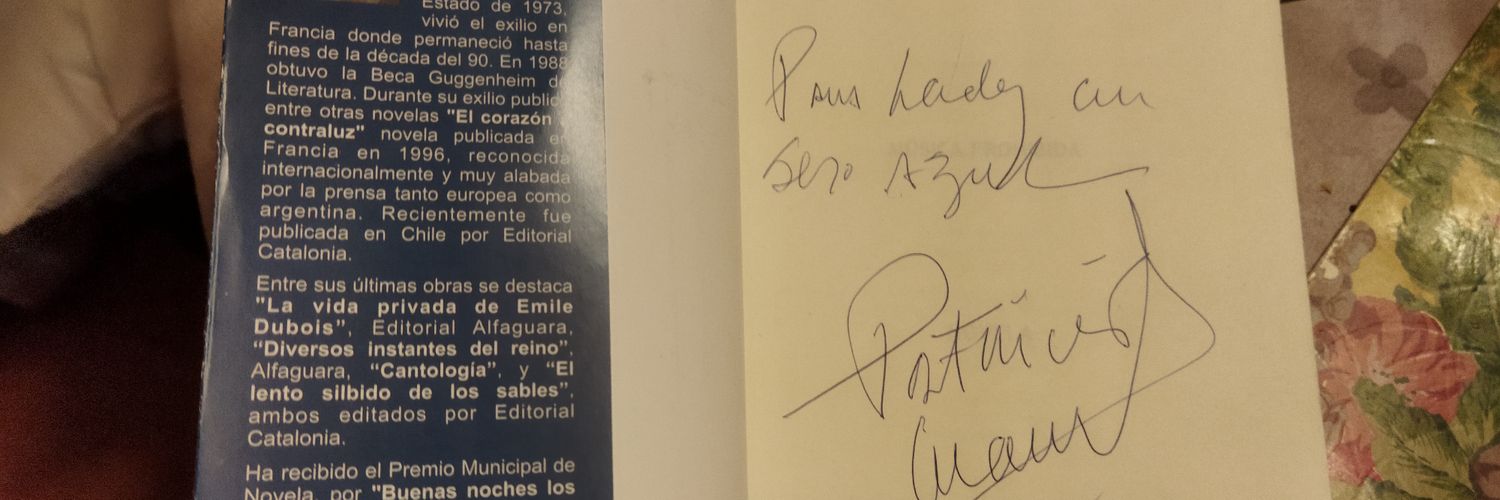 Estado de 1973,
vivió el exilio en
Francia donde permaneció hasta
fines de la década del 90. En 1988
obtuvo la Beca Guggenheim de
Literatura. Durante su exilio public
entre otras novelas "El corazón
contraluz" novela publicada en
Francia en 1996, reconocida
internacionalmente y muy alabada
por la prensa tanto europea como
argentina. Recientemente fue
publicada en Chile por Editorial
Catalonia.
Entre sus últimas obras se destaca
"La vida privada de Emile
Dubois", Editorial Alfaguara,
"Diversos instantes del reino",
Alfaguara, "Cantología", y "El
lento silbido de los sables",
ambos editados por Editorial
Catalonia.
Ha recibido el Premio Municipal de
Novela, por "Buenas noches los
Para Lady un
beso Azul
Patricio
Manns